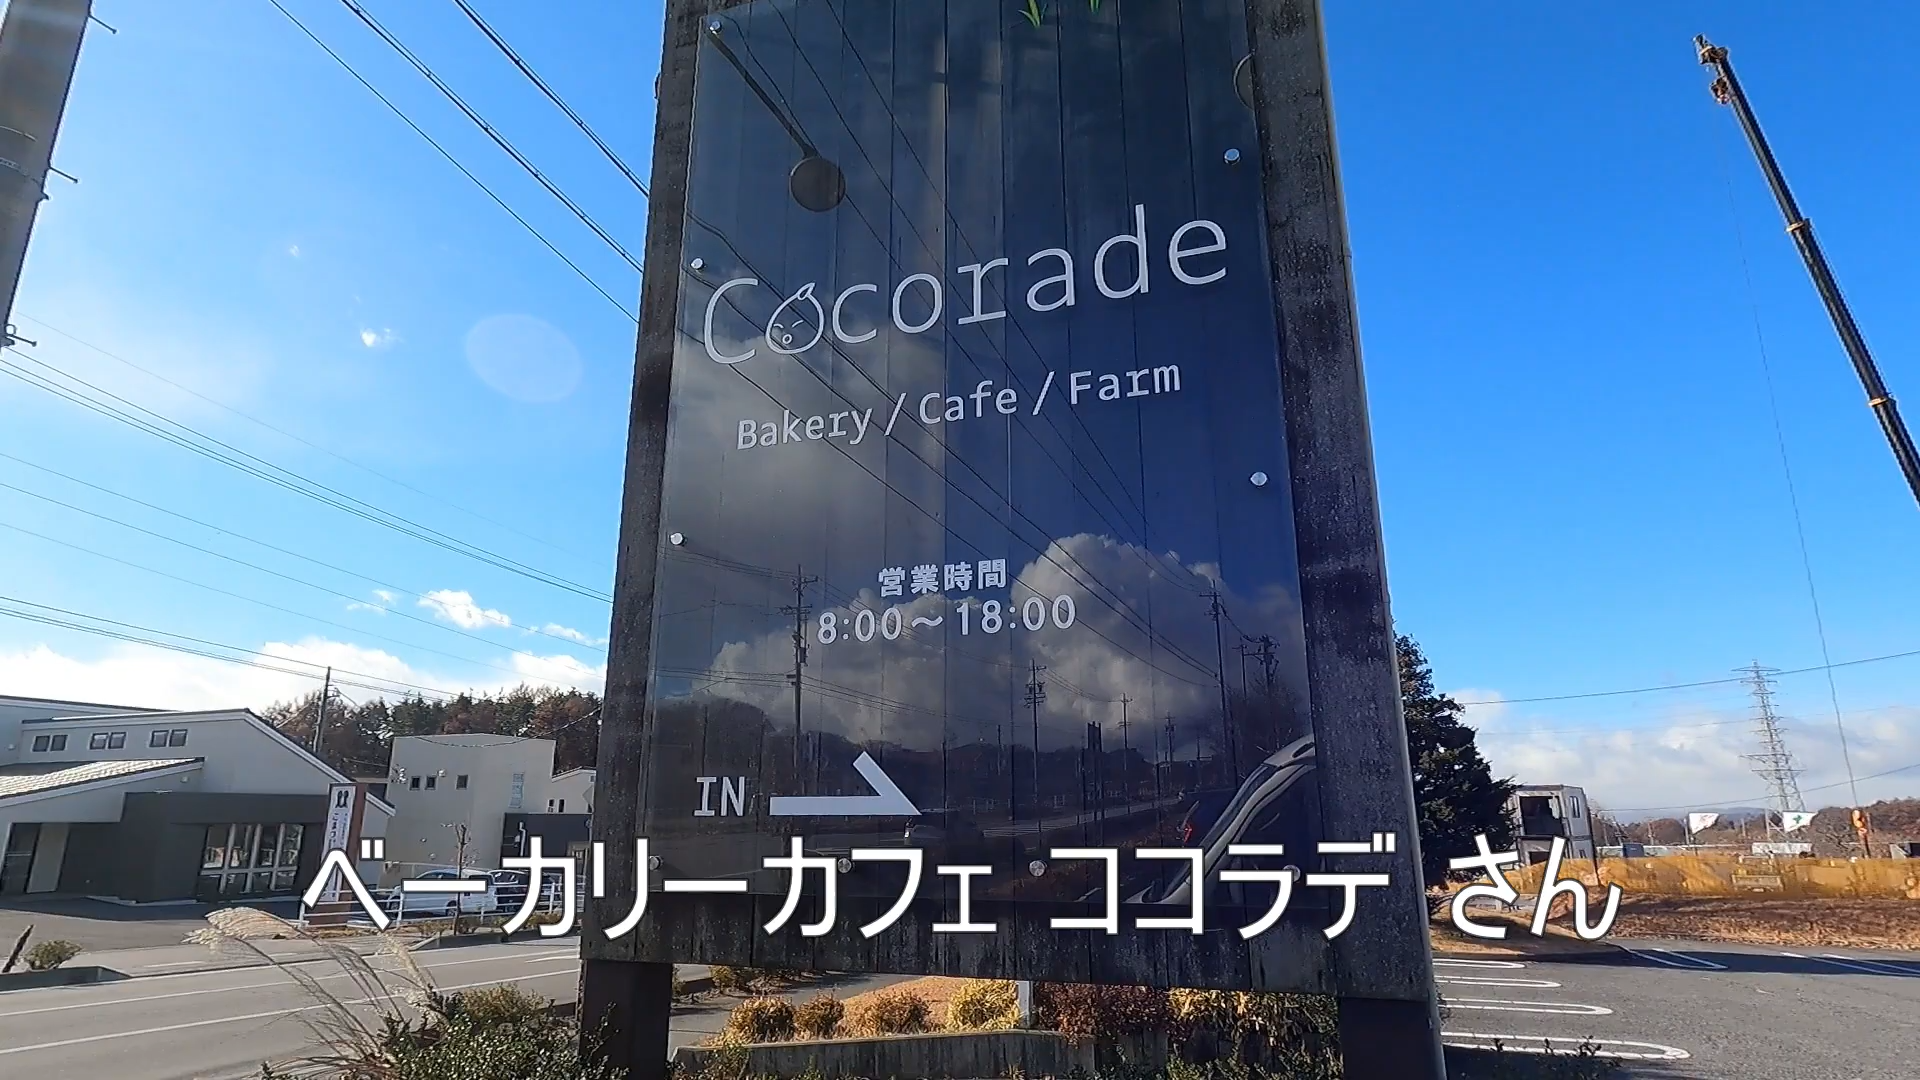 Cocorade
Bakery/Cafe/Farm
営業時間
8:00～18:00
IN
ベーカリーカフェ ココラデ さん